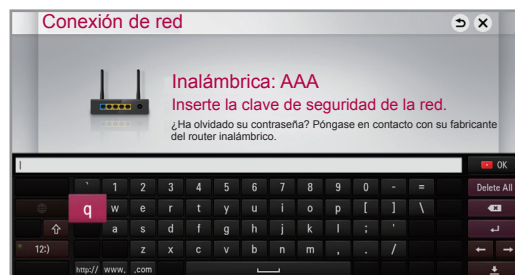 Conexión de red
Inalámbrica: AAA
Inserte la clave de seguridad de la red.
¿Ha olvidado su contraseña? Póngase en contacto con su fabricante
del router inalámbrico.
OK
` 1 2 3 4 5 6 7 8 9 0 - = Delete All
q w e r t y u i o p [ ] \
a s d f g h j k l ; '
12:) z x c v b n m , . /
http:// www. .com